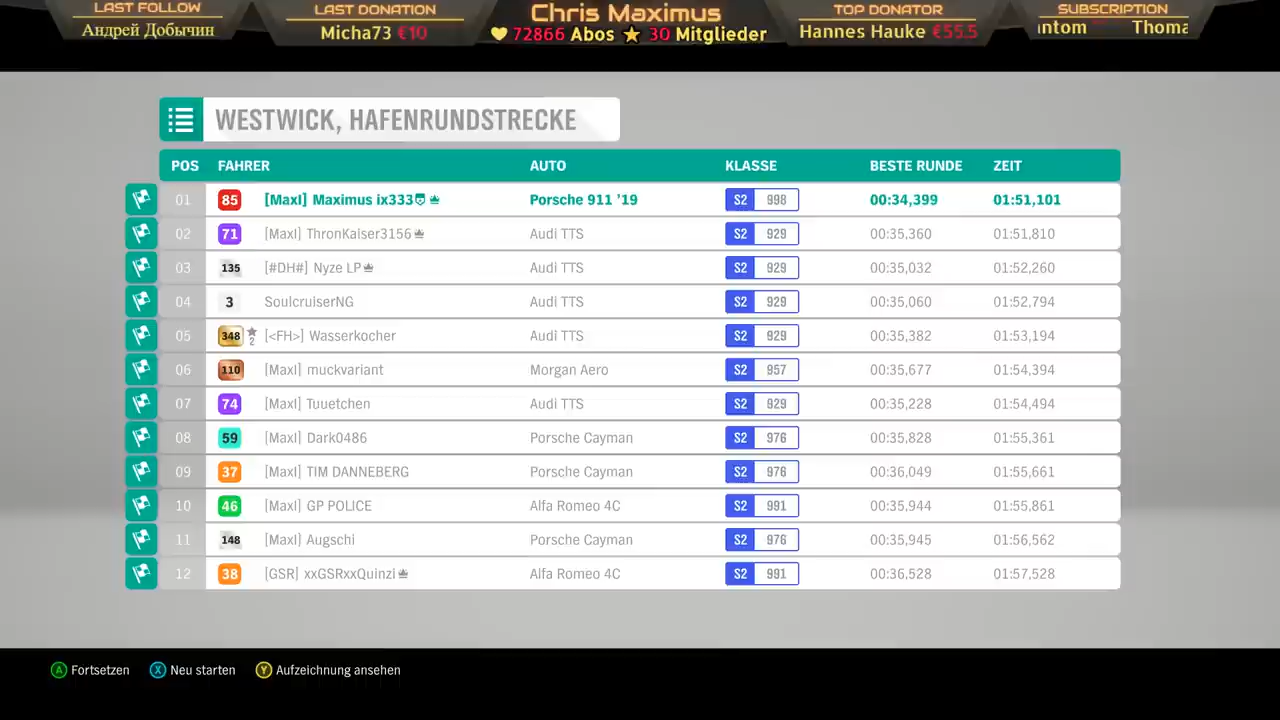 LAST FOLLOW
Андрей Добычин
LAST DONATION
Micha73 €10
Chris Maximus
72866 Abos ★ 30 Mitglieder
TOP DONATOR
Hannes Hauke €55.5
SUBSCRIPTION
ntom Thoma
WESTWICK, HAFENRUNDSTRECKE
POS FAHRER AUTO KLASSE BESTE RUNDE ZEIT
01 85 [MaxI] Maximus ix333 Porsche 911 '19 S2 998 00:34,399 01:51,101
02 71 [MaxI] ThronKaiser3156 Audi TTS S2 929 00:35,360 01:51,810
03 135 [#DH#] Nyze LP Audi TTS S2 929 00:35,032 01:52,260
04 3 SoulcruiserNG Audi TTS S2 929 00:35,060 01:52,794
05 348 2 [<FH>] Wasserkocher Audi TTS S2 929 00:35,382 01:53,194
06 110 [MaxI] muckvariant Morgan Aero S2 957 00:35,677 01:54,394
07 74 [MaxI] Tuuetchen Audi TTS S2 929 00:35,228 01:54,494
08 59 [MaxI] Dark0486 Porsche Cayman S2 976 00:35,828 01:55,361
09 37 [MaxI] TIM DANNEBERG Porsche Cayman S2 976 00:36,049 01:55,661
10 46 [MaxI] GP POLICE Alfa Romeo 4C S2 991 00:35,944 01:55,861
11 148 [MaxI] Augschi Porsche Cayman S2 976 00:35,945 01:56,562
12 38 [GSR] xxGSRxxQuinzi Alfa Romeo 4C S2 991 00:36,528 01:57,528
A Fortsetzen X Neu starten Y Aufzeichnung ansehen